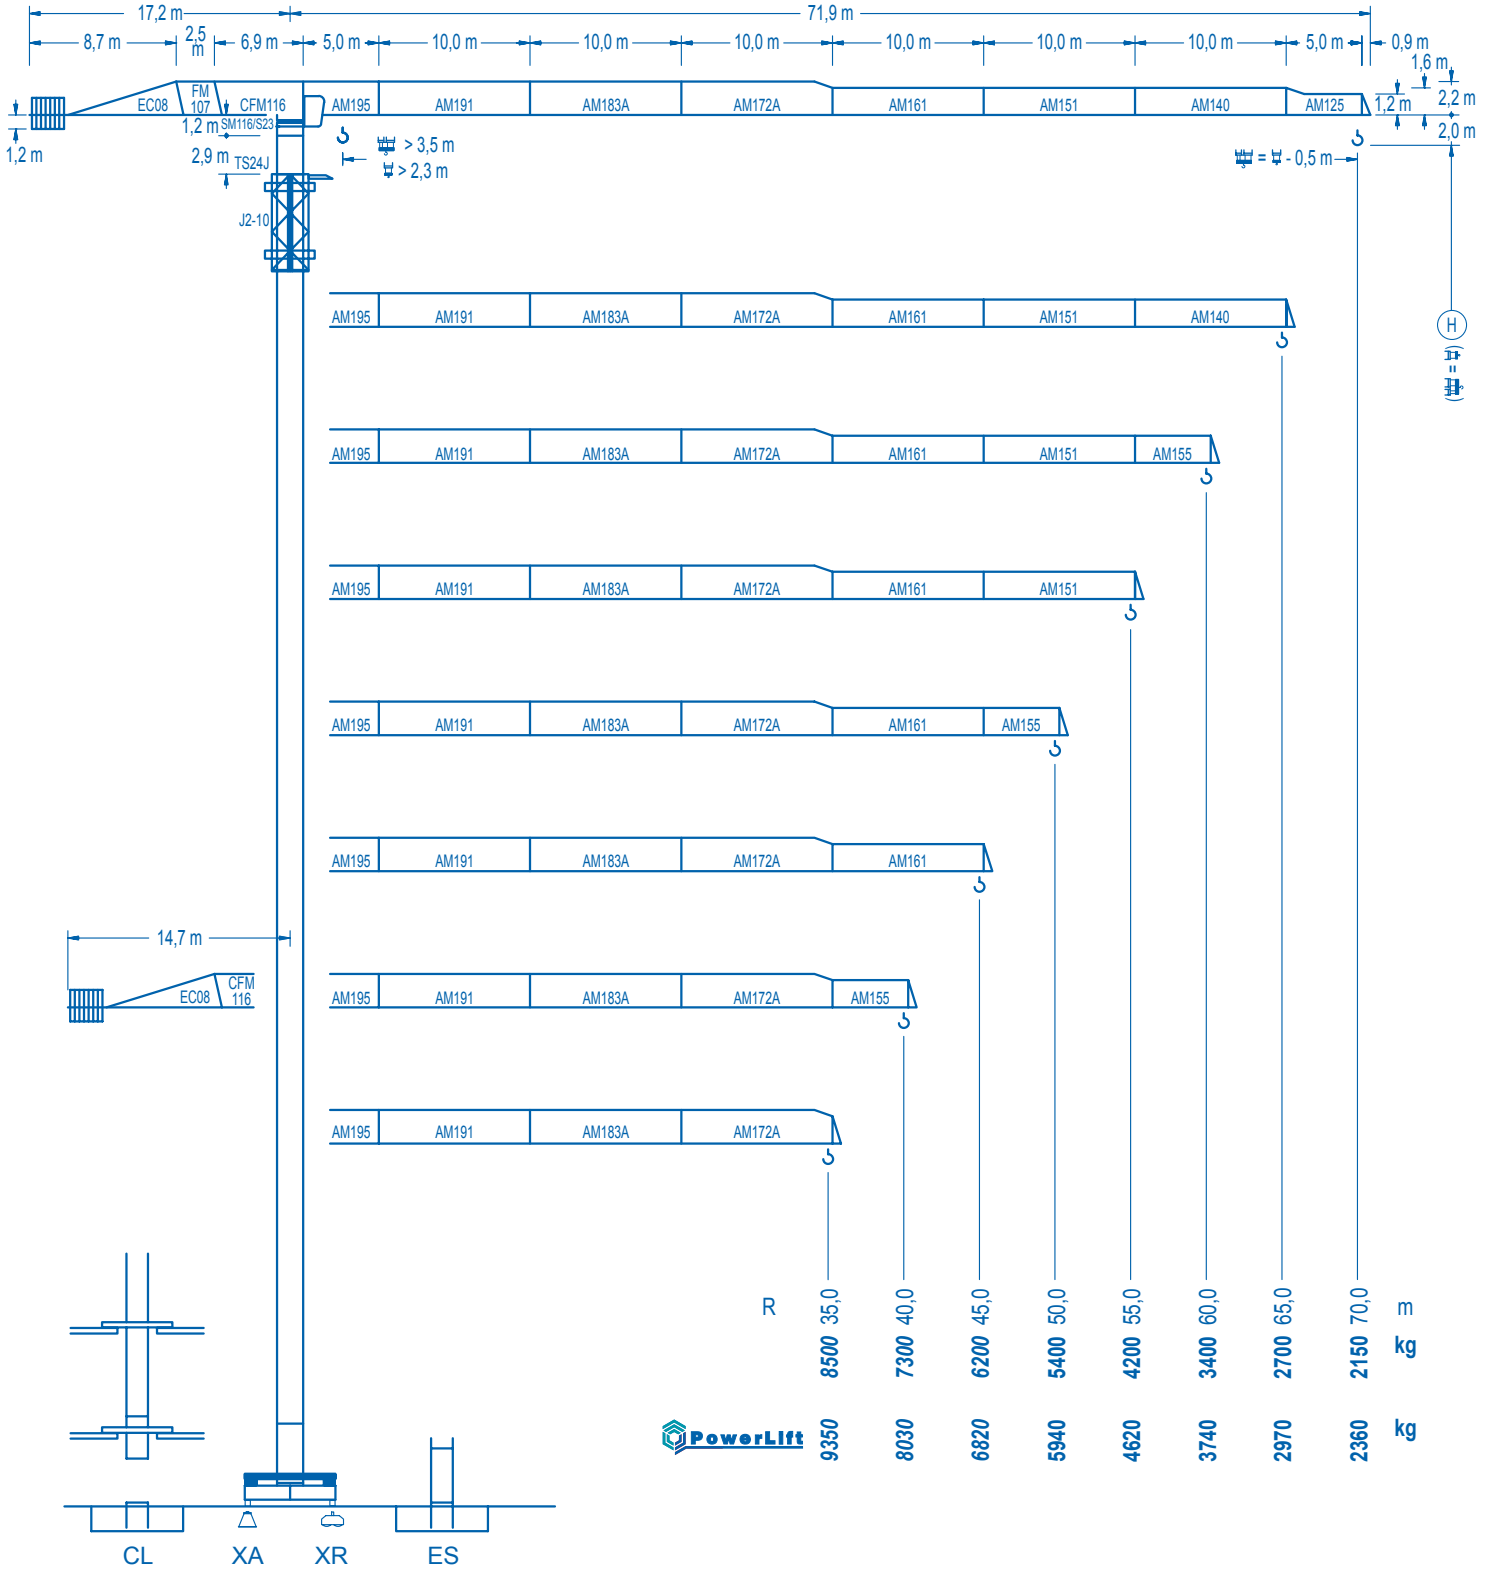 17,2 m 71,9 m
8,7 m 2,5 m 6,9 m 5,0 m 10,0 m 10,0 m 10,0 m 10,0 m 10,0 m 10,0 m 5,0 m 0,9 m
1,6 m
EC08 FM 107 CFM116 AM195 AM191 AM183A AM172A AM161 AM151 AM140 AM125 1,2 m 2,2 m
1,2 m SM116/S23 2,0 m
1,2 m > 3,5 m
2,9 m TS24J > 2,3 m = - 0,5 m
J2-10
H
( = )
AM195 AM191 AM183A AM172A AM161 AM151 AM140
AM195 AM191 AM183A AM172A AM161 AM151 AM155
AM195 AM191 AM183A AM172A AM161 AM151
AM195 AM191 AM183A AM172A AM161 AM155
AM195 AM191 AM183A AM172A AM161
14,7 m
EC08 CFM 116 AM195 AM191 AM183A AM172A AM155
AM195 AM191 AM183A AM172A
R 35,0 40,0 45,0 50,0 55,0 60,0 65,0 70,0 m
8500 7300 6200 5400 4200 3400 2700 2150 kg
PowerLift 9350 8030 6820 5940 4620 3740 2970 2360 kg
CL XA XR ES